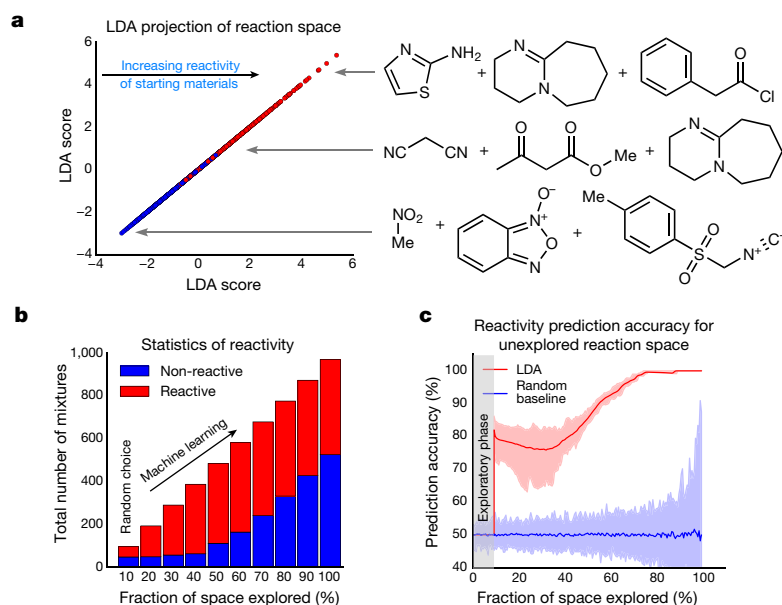 a
LDA projection of reaction space
6
4
2
0
−2
−4
−4
−2
0
2
4
6
LDA score
LDA score
Increasing reactivity
of starting materials
N
NH2
S
+
N
N
+
O
Cl
NC
CN
+
O
O
O
Me
+
N
N
NO2
Me
+
O−
N+
O
N
+
Me
O
S
O
N+
C−
b
Statistics of reactivity
1,000
800
600
400
200
0
Total number of mixtures
Non-reactive
Reactive
Random choice
Machine learning
10 20 30 40 50 60 70 80 90 100
Fraction of space explored (%)
c
Reactivity prediction accuracy for
unexplored reaction space
100
90
80
70
60
50
40
Prediction accuracy (%)
LDA
Random
baseline
Exploratory phase
0 20 40 60 80 100
Fraction of space explored (%)